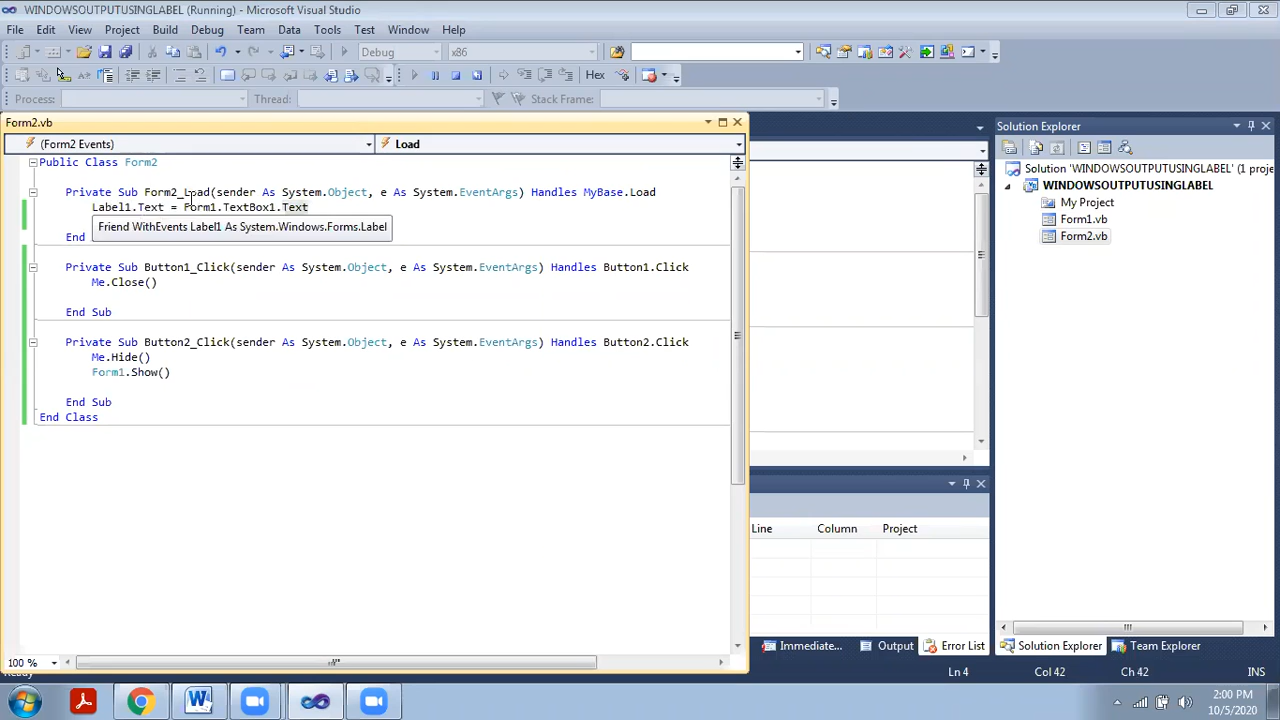 WINDOWSOUTPUTUSINGLABEL (Running) - Microsoft Visual Studio
File Edit View Project Build Debug Team Data Tools Test Window Help
Debug x86
Hex
Process: Thread: Stack Frame:
Form2.vb
(Form2 Events) Load
Public Class Form2
Private Sub Form2_Load(sender As System.Object, e As System.EventArgs) Handles MyBase.Load
Label1.Text = Form1.TextBox1.Text
Friend WithEvents Label1 As System.Windows.Forms.Label
End
Private Sub Button1_Click(sender As System.Object, e As System.EventArgs) Handles Button1.Click
Me.Close()
End Sub
Private Sub Button2_Click(sender As System.Object, e As System.EventArgs) Handles Button2.Click
Me.Hide()
Form1.Show()
End Sub
End Class
100 %
Line Column Project
Immediate... Output Error List
Solution Explorer
Solution 'WINDOWSOUTPUTUSINGLABEL' (1 proje
WINDOWSOUTPUTUSINGLABEL
My Project
Form1.vb
Form2.vb
Solution Explorer Team Explorer
Ln 4 Col 42 Ch 42 INS
2:00 PM
10/5/2020